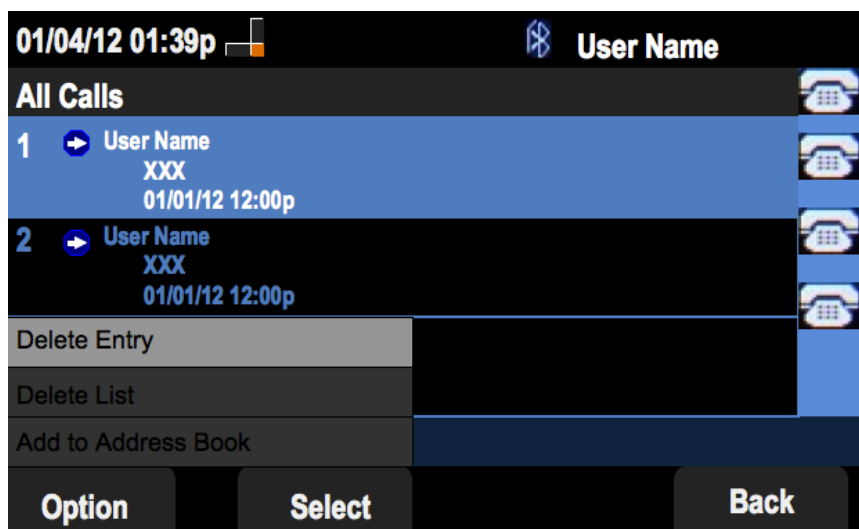 01/04/12 01:39p User Name
All Calls
1 User Name
XXX
01/01/12 12:00p
2 User Name
XXX
01/01/12 12:00p
Delete Entry
Delete List
Add to Address Book
Option Select Back